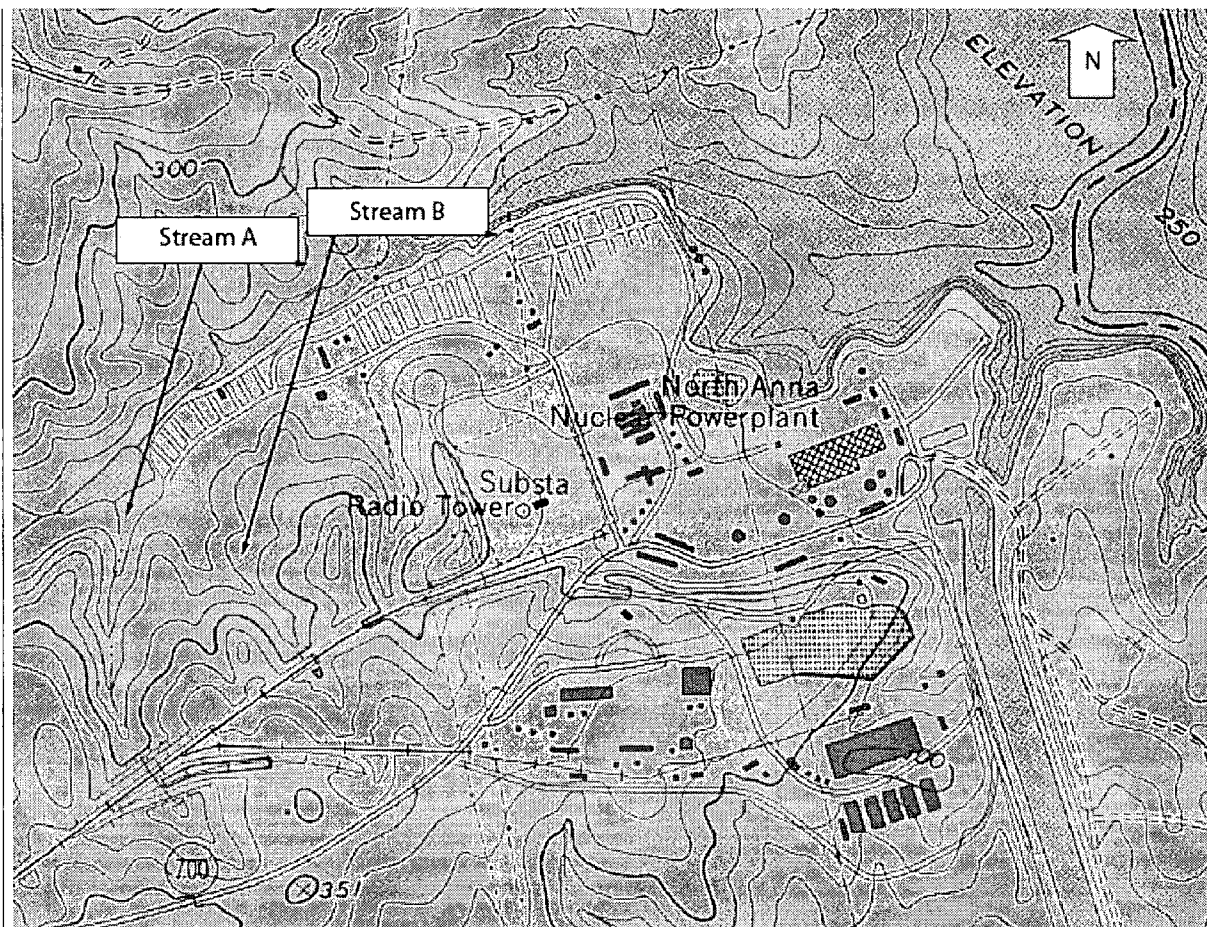 N
ELEVATION
300
250
Stream B
Stream A
North Anna
Nuclear Powerplant
Substa
Radio Tower
700
351